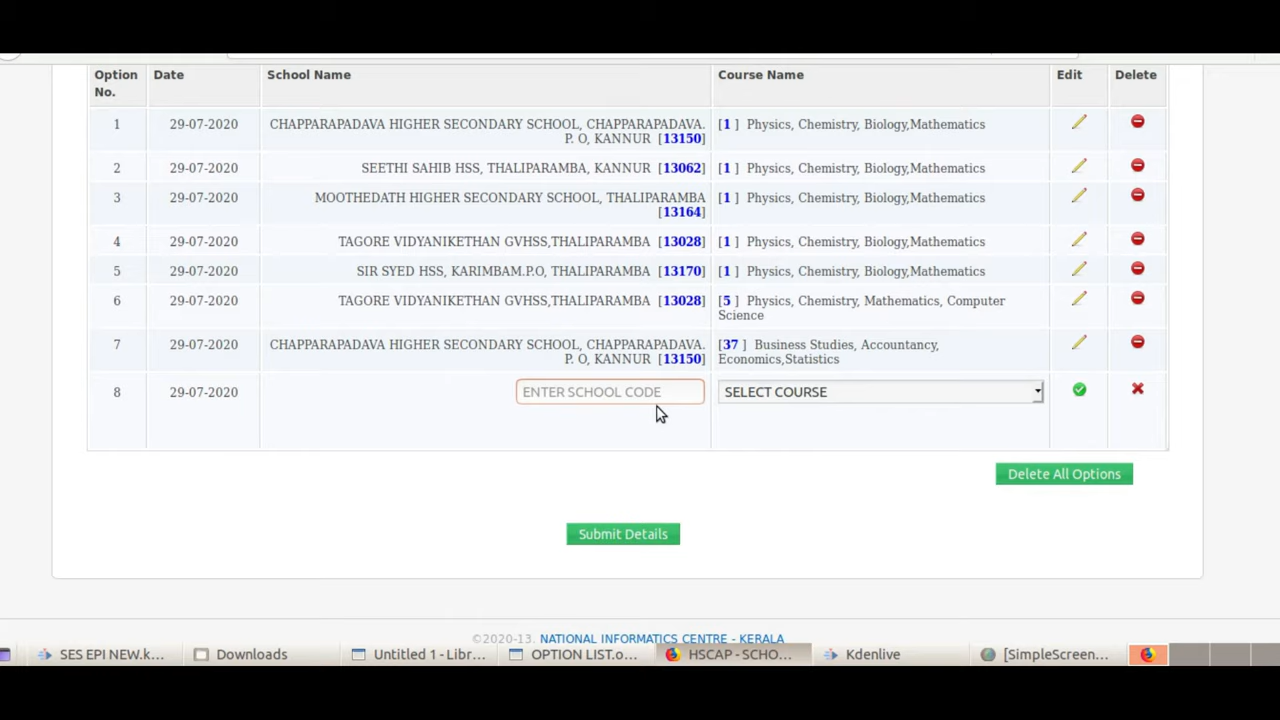 Option No. Date School Name Course Name Edit Delete
1 29-07-2020 CHAPPARAPADAVA HIGHER SECONDARY SCHOOL, CHAPPARAPADAVA. [1 ] Physics, Chemistry, Biology,Mathematics
P. O, KANNUR [13150]
2 29-07-2020 SEETHI SAHIB HSS, THALIPARAMBA, KANNUR [13062] [1 ] Physics, Chemistry, Biology,Mathematics
3 29-07-2020 MOOTHEDATH HIGHER SECONDARY SCHOOL, THALIPARAMBA [1 ] Physics, Chemistry, Biology,Mathematics
[13164]
4 29-07-2020 TAGORE VIDYANIKETHAN GVHSS,THALIPARAMBA [13028] [1 ] Physics, Chemistry, Biology,Mathematics
5 29-07-2020 SIR SYED HSS, KARIMBAM.P.O, THALIPARAMBA [13170] [1 ] Physics, Chemistry, Biology,Mathematics
6 29-07-2020 TAGORE VIDYANIKETHAN GVHSS,THALIPARAMBA [13028] [5 ] Physics, Chemistry, Mathematics, Computer
Science
7 29-07-2020 CHAPPARAPADAVA HIGHER SECONDARY SCHOOL, CHAPPARAPADAVA. [37 ] Business Studies, Accountancy,
P. O, KANNUR [13150] Economics,Statistics
8 29-07-2020 ENTER SCHOOL CODE SELECT COURSE
Delete All Options
Submit Details
©2020-13. NATIONAL INFORMATICS CENTRE - KERALA
SES EPI NEW.k... Downloads Untitled 1 - Libr... OPTION LIST.o... HSCAP - SCHO... Kdenlive [SimpleScreen...